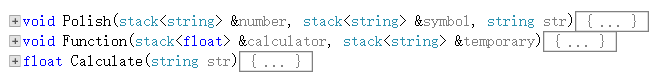 void Polish(stack<string> &number, stack<string> &symbol, string str){ ... }
void Function(stack<float> &calculator, stack<string> &temporary){ ... }
float Calculate(string str){ ... }